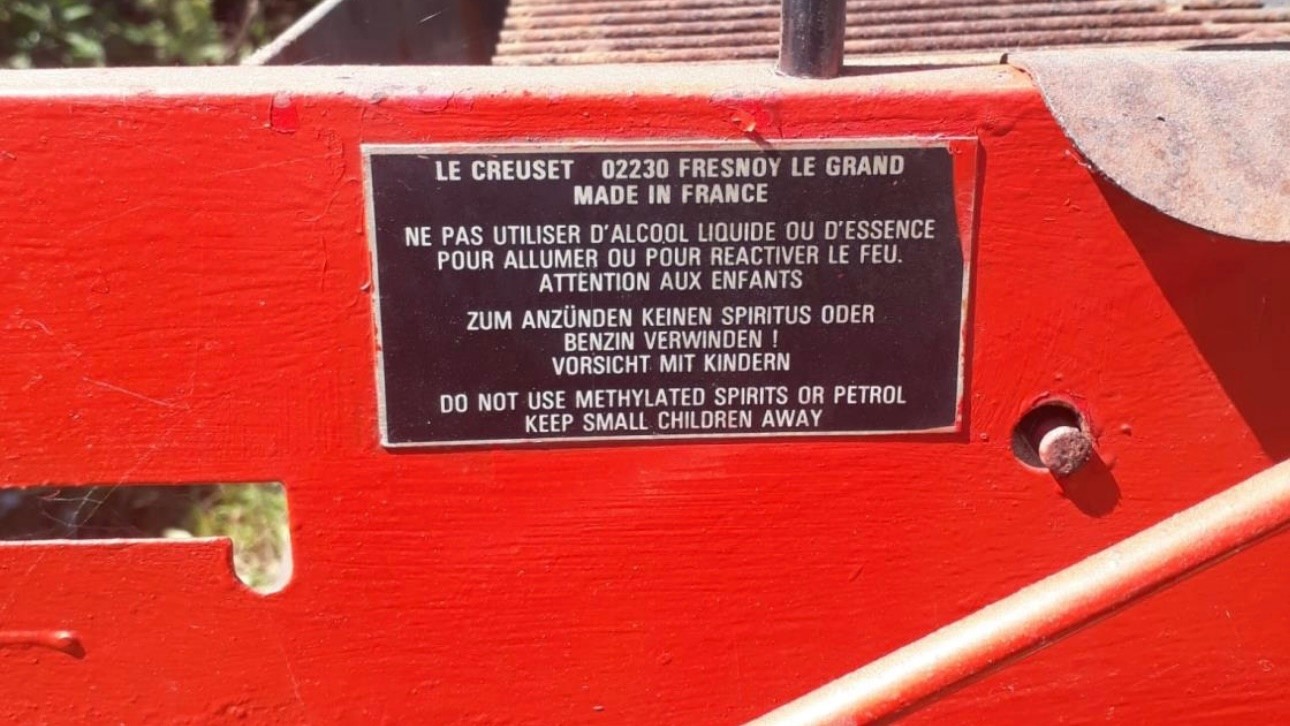 LE CREUSET 02230 FRESNOY LE GRAND
MADE IN FRANCE
NE PAS UTILISER D'ALCOOL LIQUIDE OU D'ESSENCE
POUR ALLUMER OU POUR REACTIVER LE FEU.
ATTENTION AUX ENFANTS
ZUM ANZÜNDEN KEINEN SPIRITUS ODER
BENZIN VERWINDEN !
VORSICHT MIT KINDERN
DO NOT USE METHYLATED SPIRITS OR PETROL
KEEP SMALL CHILDREN AWAY